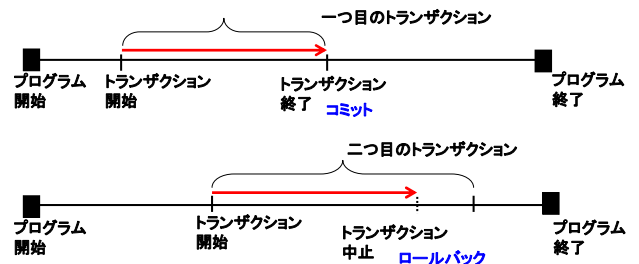 一つ目のトランザクション
プログラム
開始
トランザクション
開始
トランザクション
終了
コミット
プログラム
終了
二つ目のトランザクション
プログラム
開始
トランザクション
開始
トランザクション
中止
ロールバック
プログラム
終了